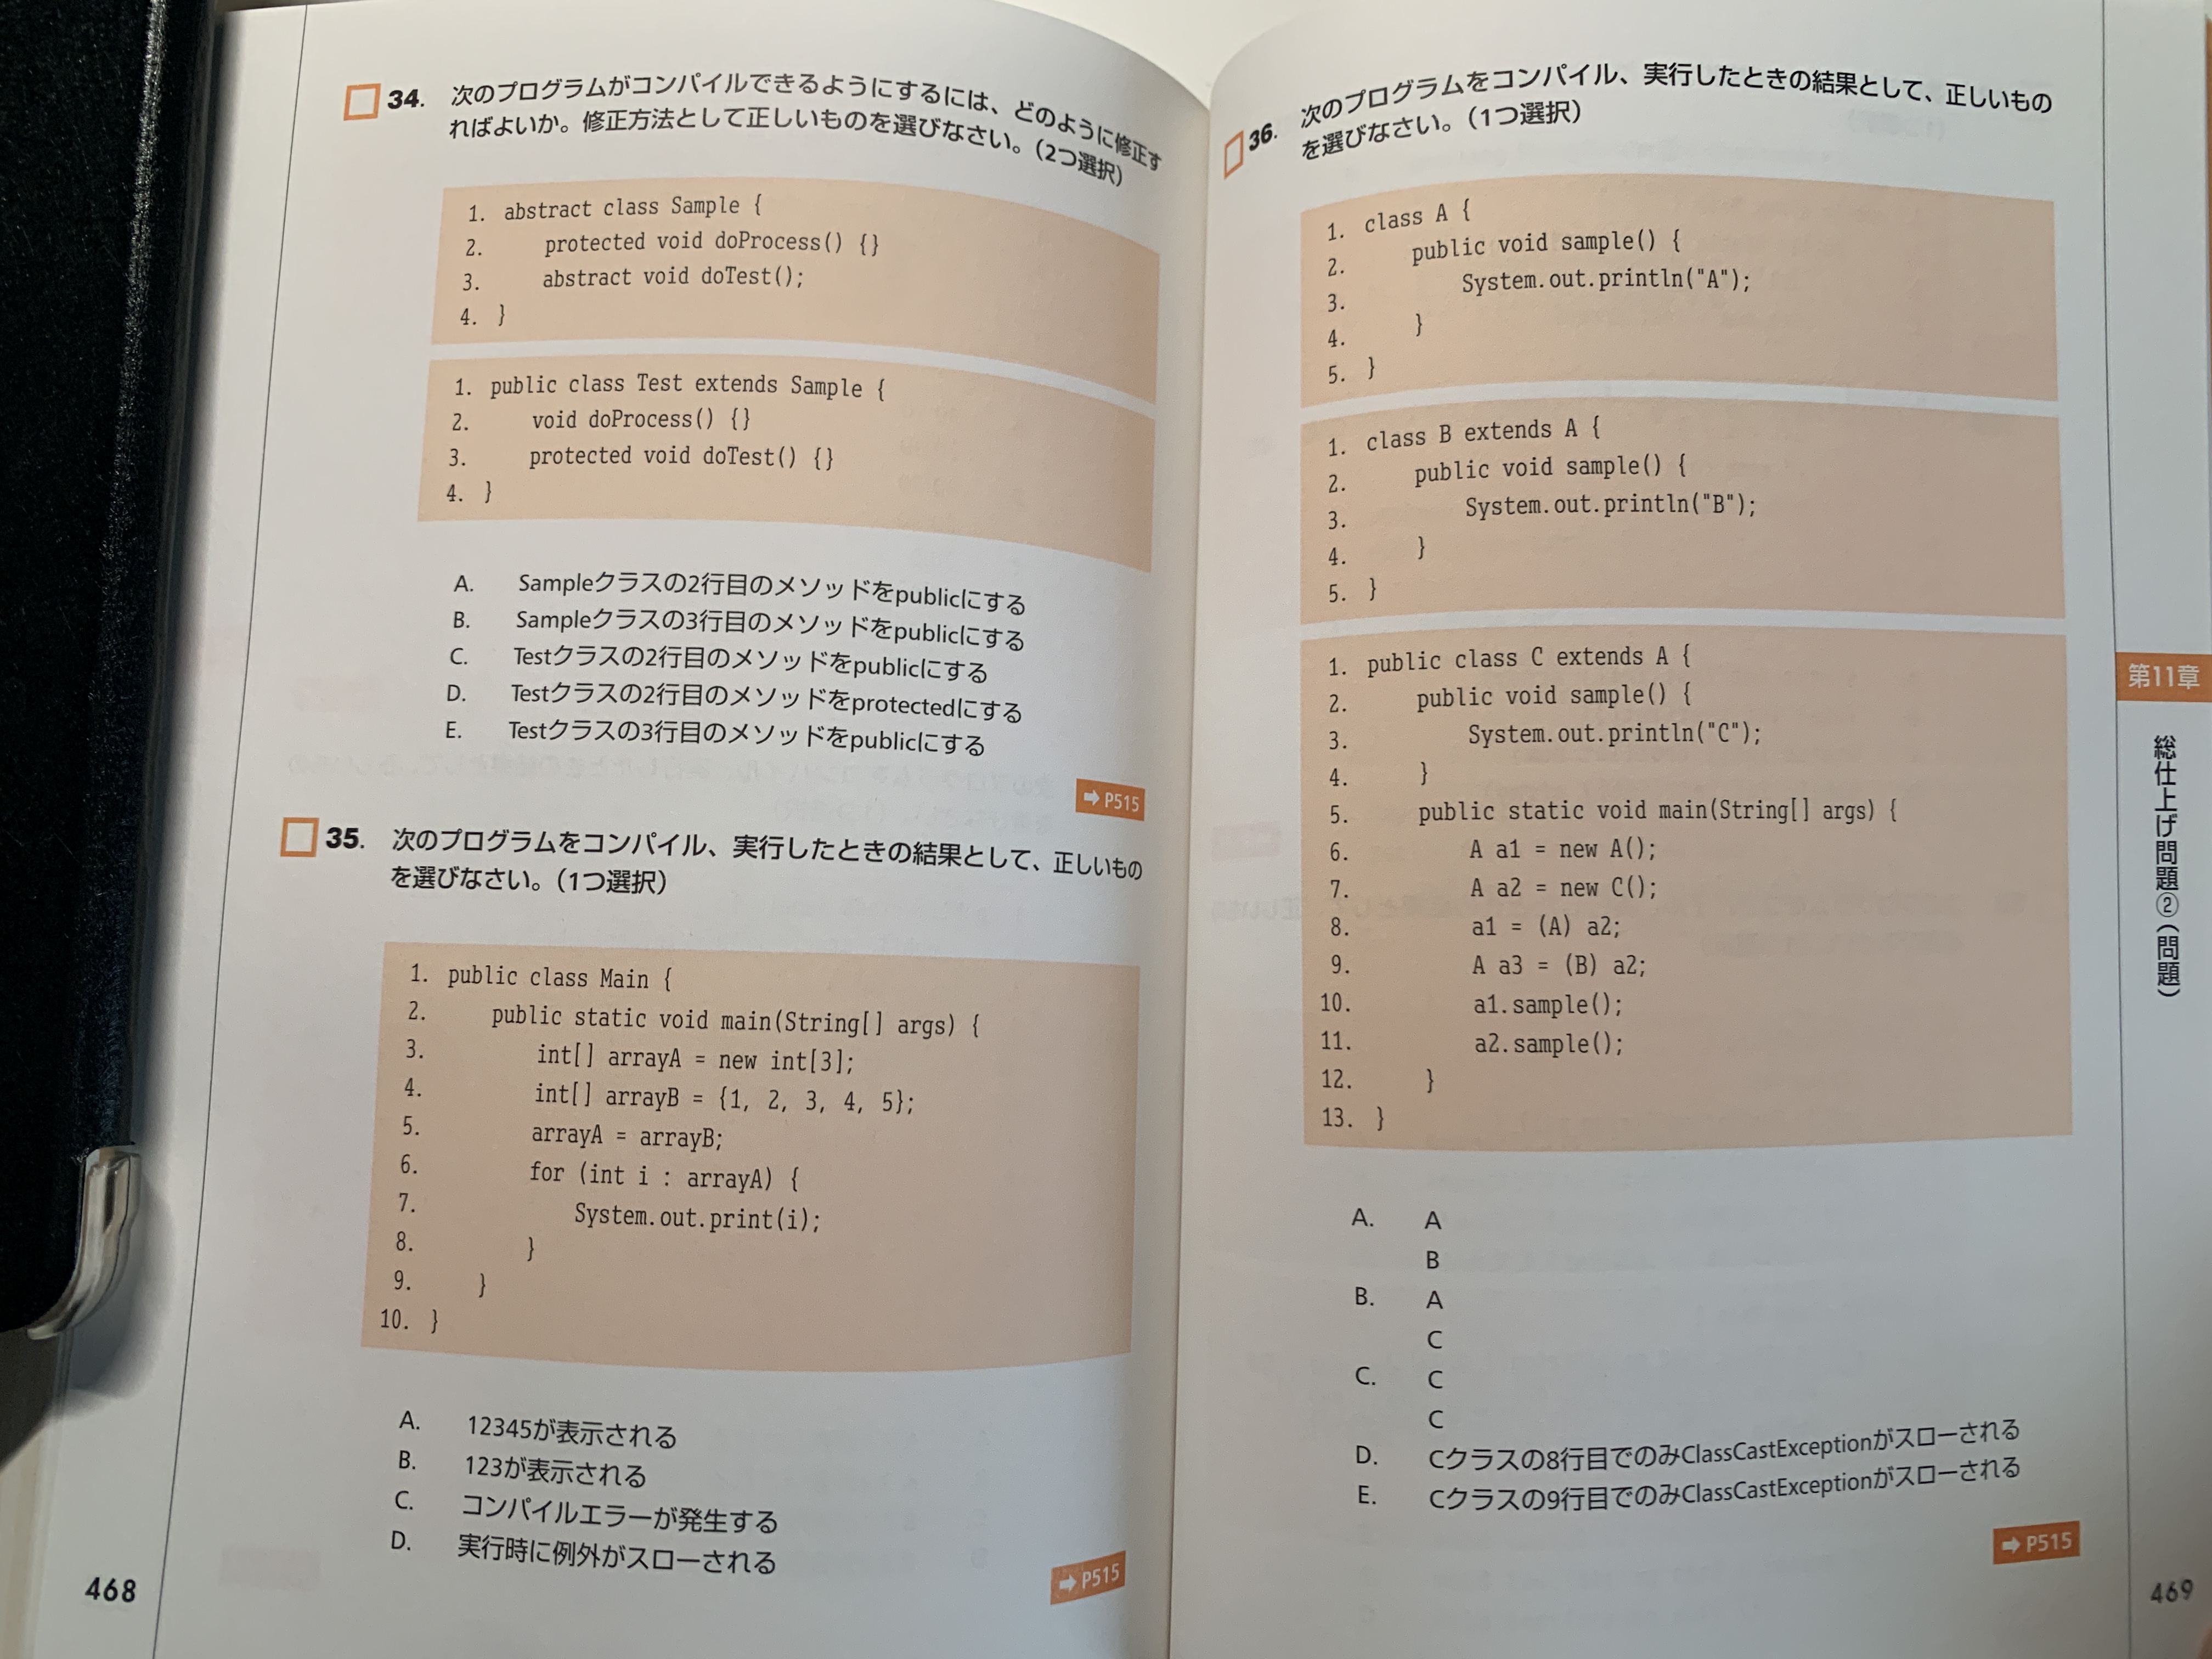 34. 次のプログラムがコンパイルできるようにするには、どのように修正す
ればよいか。修正方法として正しいものを選びなさい。（2つ選択）
1. abstract class Sample {
2. protected void doProcess() {}
3. abstract void doTest();
4. }
1. public class Test extends Sample {
2. void doProcess() {}
3. protected void doTest() {}
4. }
A. Sampleクラスの2行目のメソッドをpublicにする
B. Sampleクラスの3行目のメソッドをpublicにする
C. Testクラスの2行目のメソッドをpublicにする
D. Testクラスの2行目のメソッドをprotectedにする
E. Testクラスの3行目のメソッドをpublicにする
➡ P515
35. 次のプログラムをコンパイル、実行したときの結果として、正しいもの
を選びなさい。（1つ選択）
1. public class Main {
2. public static void main(String[] args) {
3. int[] arrayA = new int[3];
4. int[] arrayB = {1, 2, 3, 4, 5};
5. arrayA = arrayB;
6. for (int i : arrayA) {
7. System.out.print(i);
8. }
9. }
10. }
A. 12345が表示される
B. 123が表示される
C. コンパイルエラーが発生する
D. 実行時に例外がスローされる
➡ P515
468
36. 次のプログラムをコンパイル、実行したときの結果として、正しいもの
を選びなさい。（1つ選択）
1. class A {
2. public void sample() {
3. System.out.println("A");
4. }
5. }
1. class B extends A {
2. public void sample() {
3. System.out.println("B");
4. }
5. }
1. public class C extends A {
2. public void sample() {
3. System.out.println("C");
4. }
5. public static void main(String[] args) {
6. A a1 = new A();
7. A a2 = new C();
8. a1 = (A) a2;
9. A a3 = (B) a2;
10. a1.sample();
11. a2.sample();
12. }
13. }
A. A
B
B. A
C
C. C
C
D. Cクラスの8行目でのみClassCastExceptionがスローされる
E. Cクラスの9行目でのみClassCastExceptionがスローされる
➡ P515
第11章
総仕上げ問題②（問題）
469